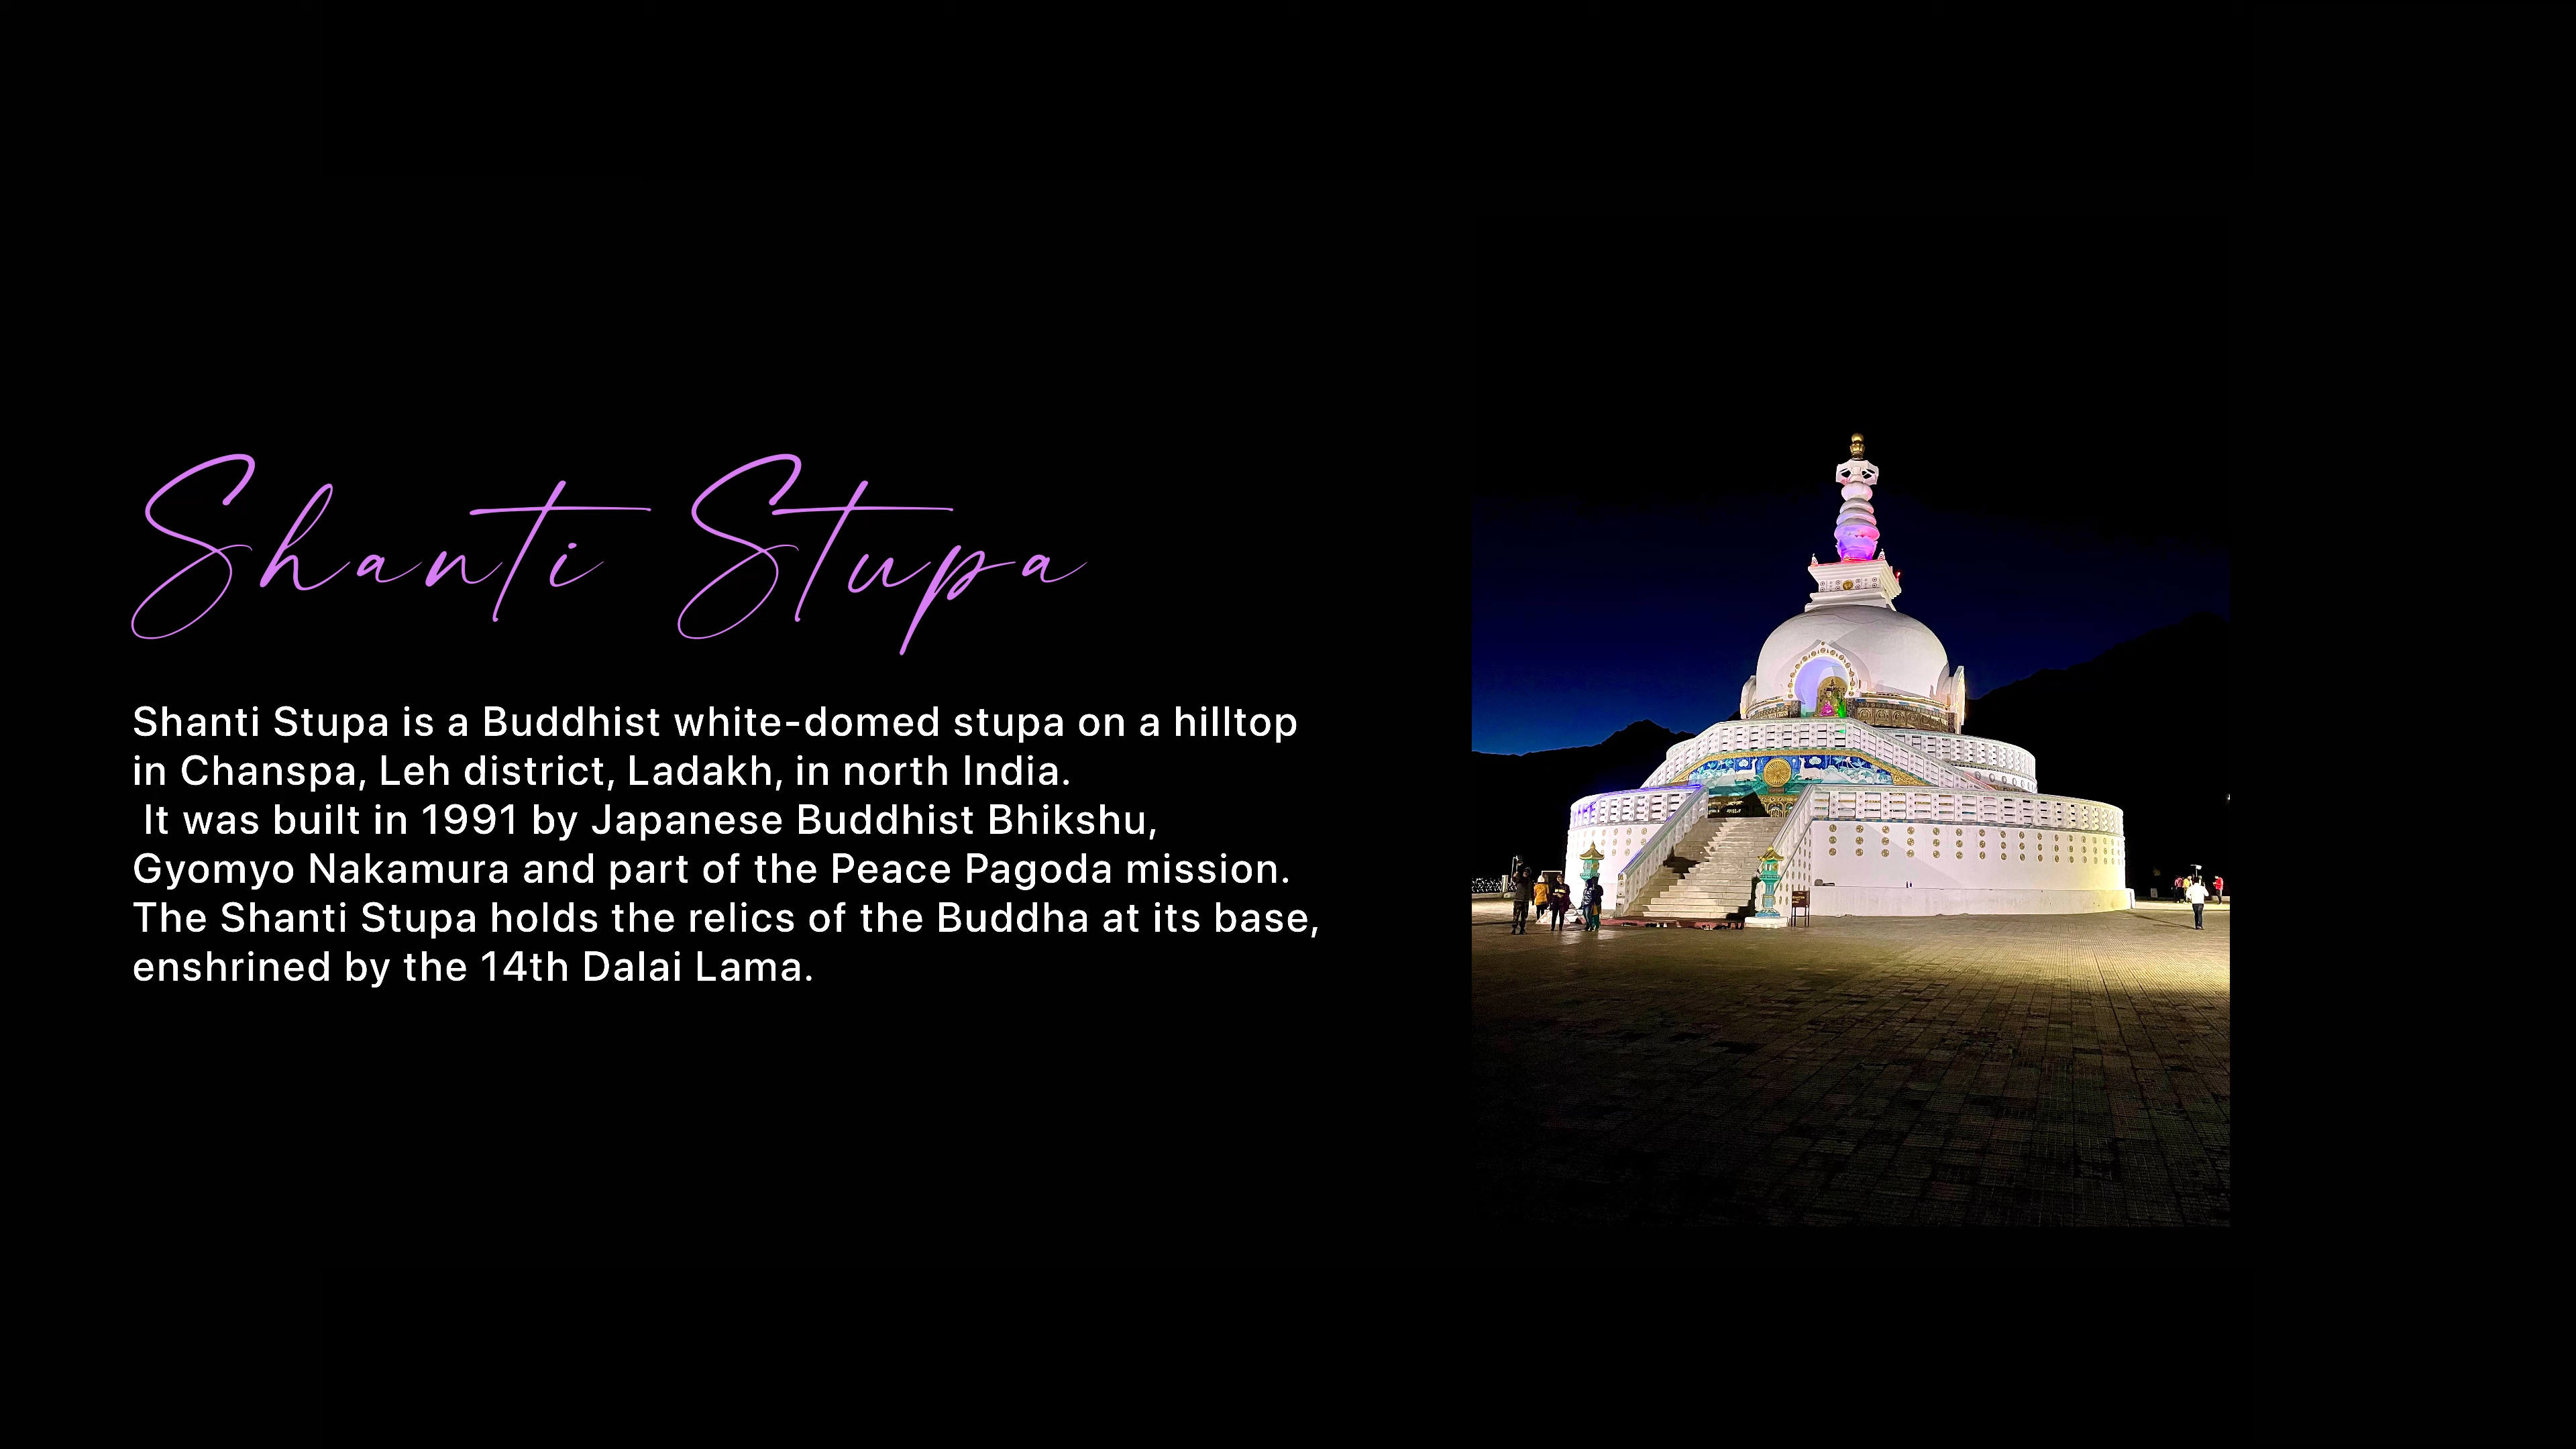 Shanti Stupa
Shanti Stupa is a Buddhist white-domed stupa on a hilltop
in Chanspa, Leh district, Ladakh, in north India.
It was built in 1991 by Japanese Buddhist Bhikshu,
Gyomyo Nakamura and part of the Peace Pagoda mission.
The Shanti Stupa holds the relics of the Buddha at its base,
enshrined by the 14th Dalai Lama.